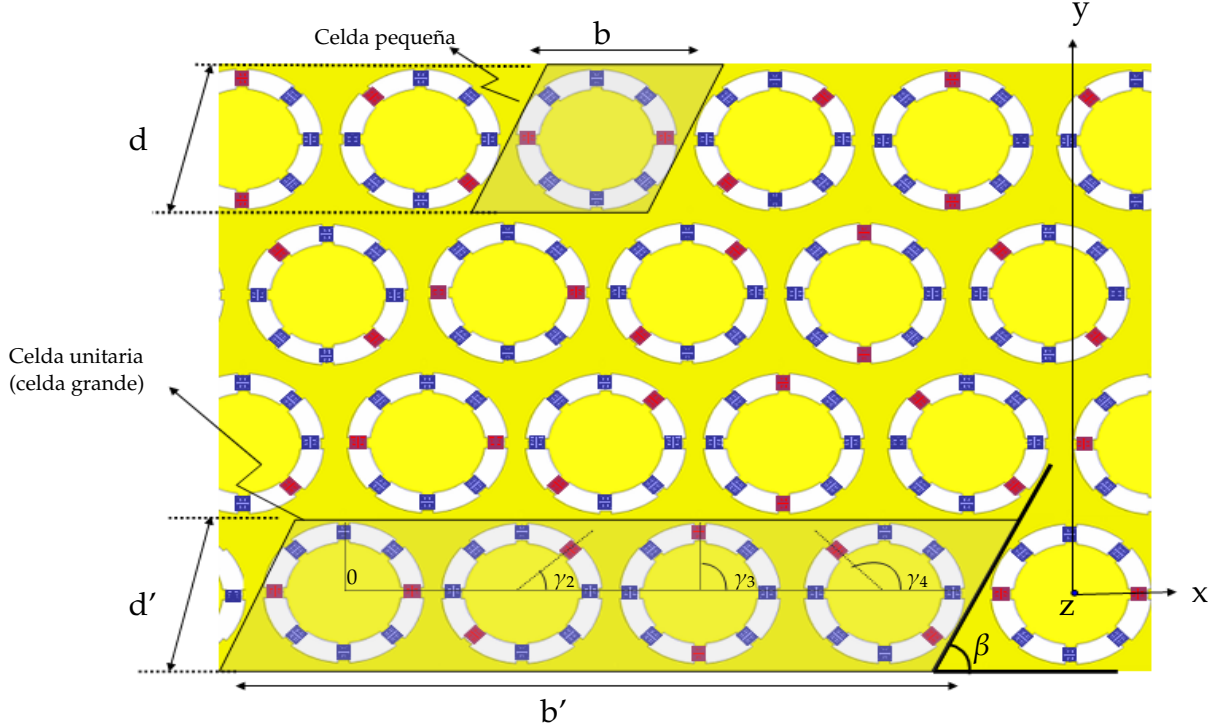 y
Celda pequeña
b
d
Celda unitaria
(celda grande)
0
γ2
γ3
γ4
d'
z
x
β
b'